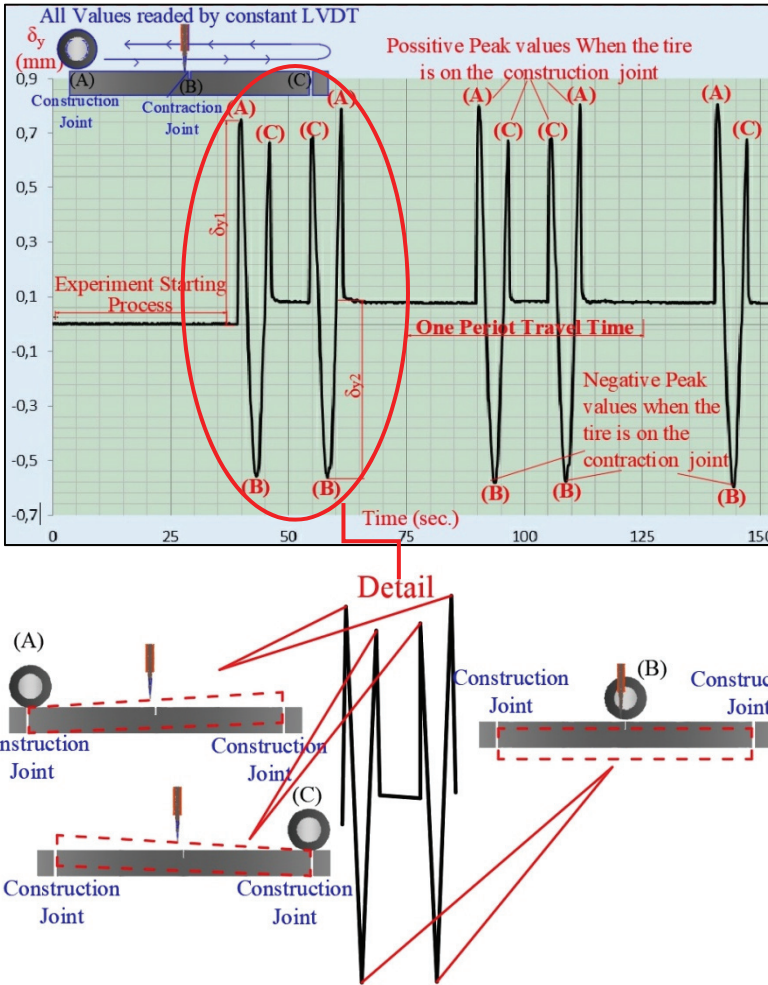 All Values readed by constant LVDT
δy
(mm)
(A)
(B)
(C)
Construction
Joint
Contraction
Joint
Possitive Peak values When the tire
is on the construction joint
0,9
0,7
0,5
0,3
0,1
-0,1
-0,3
-0,5
-0,7
(A)
(C)
(C)
(A)
(A)
(C)
(C)
(A)
(A)
(C)
δy1
Experiment Starting
Process
One Periot Travel Time
δy2
Negative Peak
values when the
tire is on the
contraction joint
(B)
(B)
(B)
(B)
(B)
Time (sec.)
0
25
50
75
100
125
150
Detail
(A)
nstruction
Joint
Construction
Joint
(B)
Construction
Joint
Construc
Joint
(C)
Construction
Joint
Construction
Joint